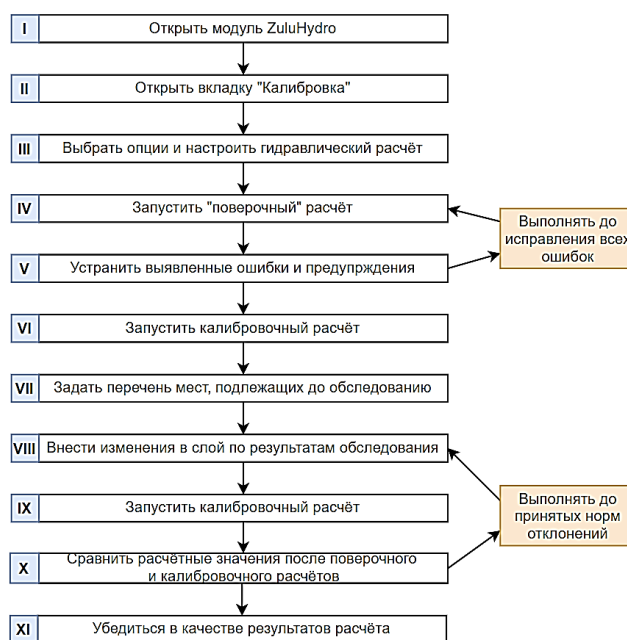 I Открыть модуль ZuluHydro
II Открыть вкладку "Калибровка"
III Выбрать опции и настроить гидравлический расчёт
IV Запустить "поверочный" расчёт
Выполнять до
исправления всех
ошибок
V Устранить выявленные ошибки и предупрждения
VI Запустить калибровочный расчёт
VII Задать перечень мест, подлежащих до обследованию
VIII Внести изменения в слой по результатам обследования
IX Запустить калибровочный расчёт
Выполнять до
принятых норм
отклонений
X Сравнить расчётные значения после поверочного
и калибровочного расчётов
XI Убедиться в качестве результатов расчёта